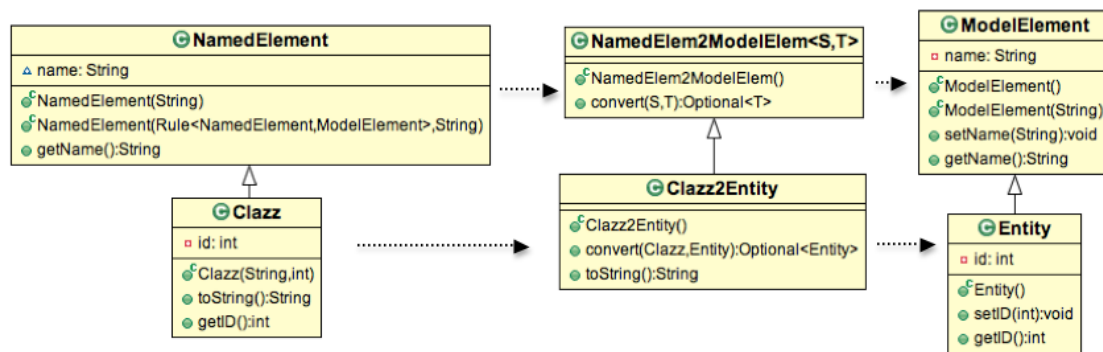 NamedElement
name: String
NamedElement(String)
NamedElement(Rule<NamedElement,ModelElement>,String)
getName():String
Clazz
id: int
Clazz(String,int)
toString():String
getID():int
NamedElem2ModelElem<S,T>
NamedElem2ModelElem()
convert(S,T):Optional<T>
Clazz2Entity
Clazz2Entity()
convert(Clazz,Entity):Optional<Entity>
toString():String
ModelElement
name: String
ModelElement()
ModelElement(String)
setName(String):void
getName():String
Entity
id: int
Entity()
setID(int):void
getID():int